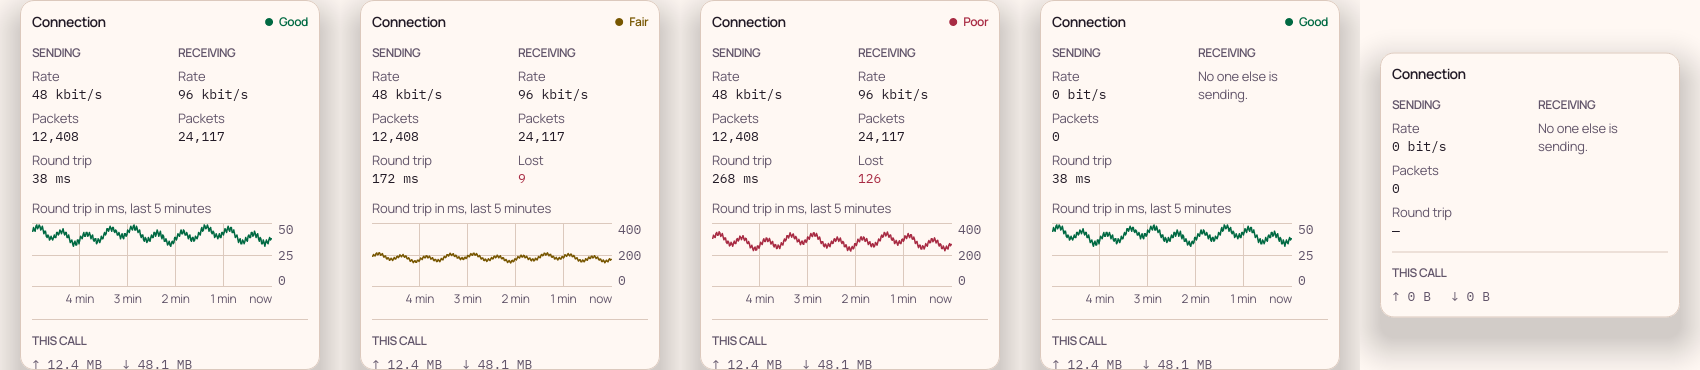 Connection
Good
SENDING
RECEIVING
Rate
Rate
48 kbit/s
96 kbit/s
Packets
Packets
12,408
24,117
Round trip
38 ms
Round trip in ms, last 5 minutes
50
25
0
4 min 3 min 2 min 1 min now
THIS CALL
↑ 12.4 MB ↓ 48.1 MB
Connection
Fair
SENDING
RECEIVING
Rate
Rate
48 kbit/s
96 kbit/s
Packets
Packets
12,408
24,117
Round trip
Lost
172 ms
9
Round trip in ms, last 5 minutes
400
200
0
4 min 3 min 2 min 1 min now
THIS CALL
↑ 12.4 MB ↓ 48.1 MB
Connection
Poor
SENDING
RECEIVING
Rate
Rate
48 kbit/s
96 kbit/s
Packets
Packets
12,408
24,117
Round trip
Lost
268 ms
126
Round trip in ms, last 5 minutes
400
200
0
4 min 3 min 2 min 1 min now
THIS CALL
↑ 12.4 MB ↓ 48.1 MB
Connection
Good
SENDING
RECEIVING
Rate
No one else is
0 bit/s
sending.
Packets
0
Round trip
38 ms
Round trip in ms, last 5 minutes
50
25
0
4 min 3 min 2 min 1 min now
THIS CALL
↑ 12.4 MB ↓ 48.1 MB
Connection
SENDING
RECEIVING
Rate
No one else is
0 bit/s
sending.
Packets
0
Round trip
—
THIS CALL
↑ 0 B ↓ 0 B